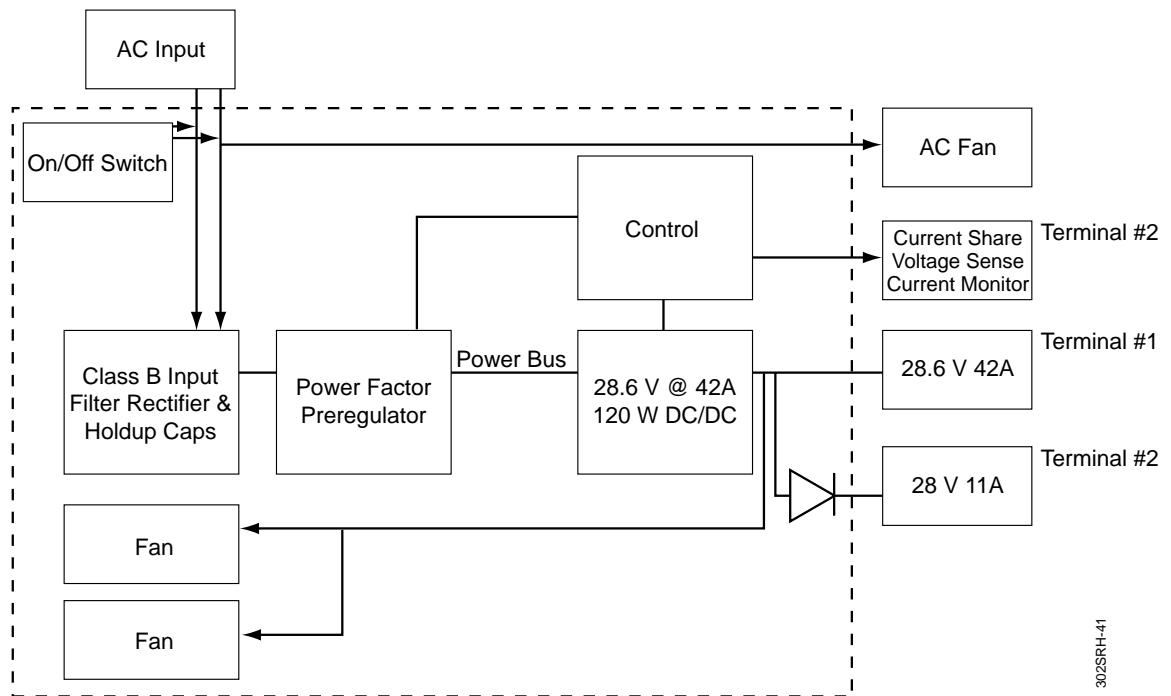 AC Input
On/Off Switch
AC Fan
Control
Current Share
Voltage Sense
Current Monitor
Terminal #2
Class B Input
Filter Rectifier &
Holdup Caps
Power Factor
Preregulator
Power Bus
28.6 V @ 42A
120 W DC/DC
28.6 V 42A
Terminal #1
28 V 11A
Terminal #2
Fan
Fan
302SRH-41